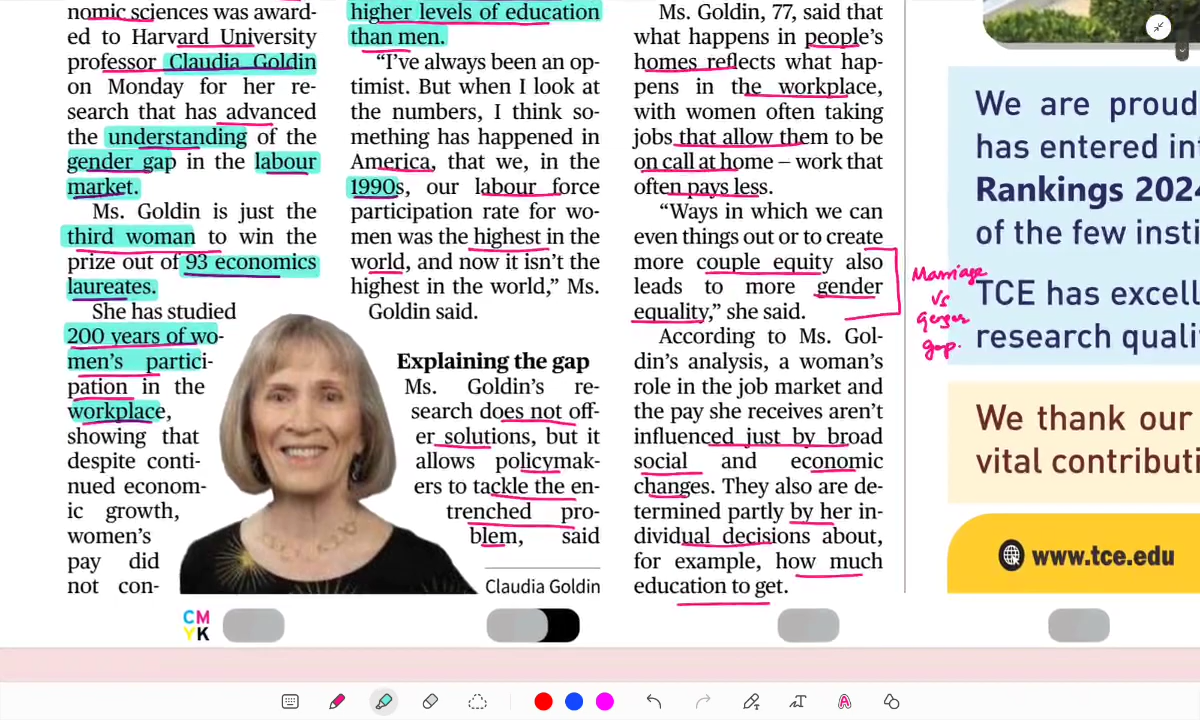 nomic sciences was award-
ed to Harvard University
professor Claudia Goldin
on Monday for her re-
search that has advanced
the understanding of the
gender gap in the labour
market.
Ms. Goldin is just the
third woman to win the
prize out of 93 economics
laureates.
She has studied
200 years of wo-
men's partici-
pation in the
workplace,
showing that
despite conti-
nued econom-
ic growth,
women's
pay did
not con-
higher levels of education
than men.
“I've always been an op-
timist. But when I look at
the numbers, I think so-
mething has happened in
America, that we, in the
1990s, our labour force
participation rate for wo-
men was the highest in the
world, and now it isn't the
highest in the world,” Ms.
Goldin said.
Explaining the gap
Ms. Goldin's re-
search does not off-
er solutions, but it
allows policymak-
ers to tackle the en-
trenched pro-
blem, said
Claudia Goldin
Ms. Goldin, 77, said that
what happens in people's
homes reflects what hap-
pens in the workplace,
with women often taking
jobs that allow them to be
on call at home – work that
often pays less.
“Ways in which we can
even things out or to create
more couple equity also
leads to more gender
equality,” she said.
According to Ms. Gol-
din's analysis, a woman's
role in the job market and
the pay she receives aren't
influenced just by broad
social and economic
changes. They also are de-
termined partly by her in-
dividual decisions about,
for example, how much
education to get.
Marriage
vs
gap.
We are proud
has entered int
Rankings 2024
of the few insti
TCE has excell
research quali
We thank our
vital contributi
www.tce.edu
CM
YK